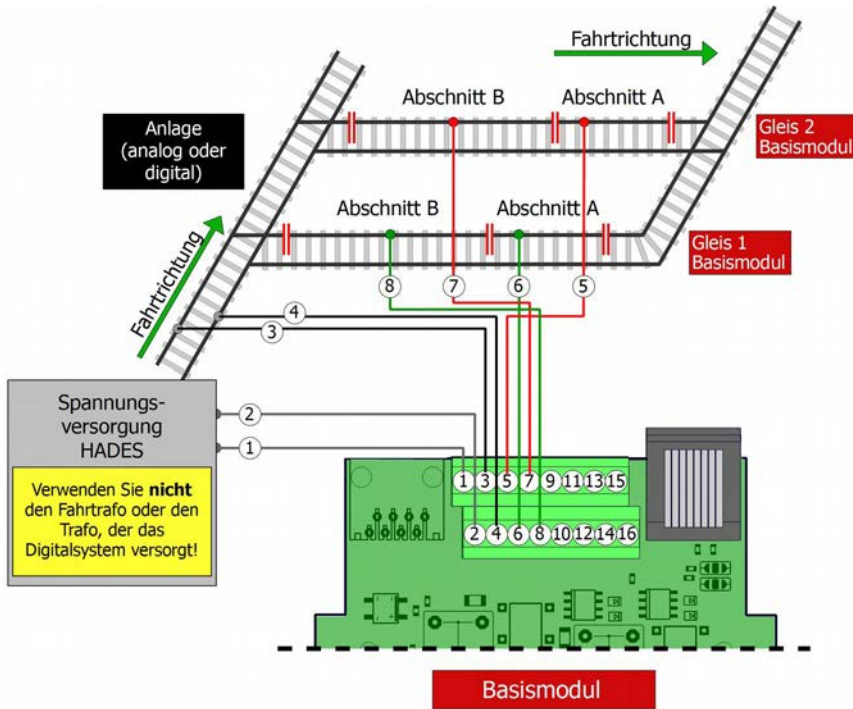 Fahrtrichtung
Abschnitt B
Abschnitt A
Anlage
(analog oder
digital)
Gleis 2
Basismodul
Abschnitt B
Abschnitt A
Gleis 1
Basismodul
Fahrtrichtung
8
7
6
5
4
3
Spannungs-
versorgung
HADES
2
1
Verwenden Sie nicht
den Fahrtrafo oder den
Trafo, der das
Digitalsystem versorgt!
1 3 5 7 9 11 13 15
2 4 6 8 10 12 14 16
Basismodul